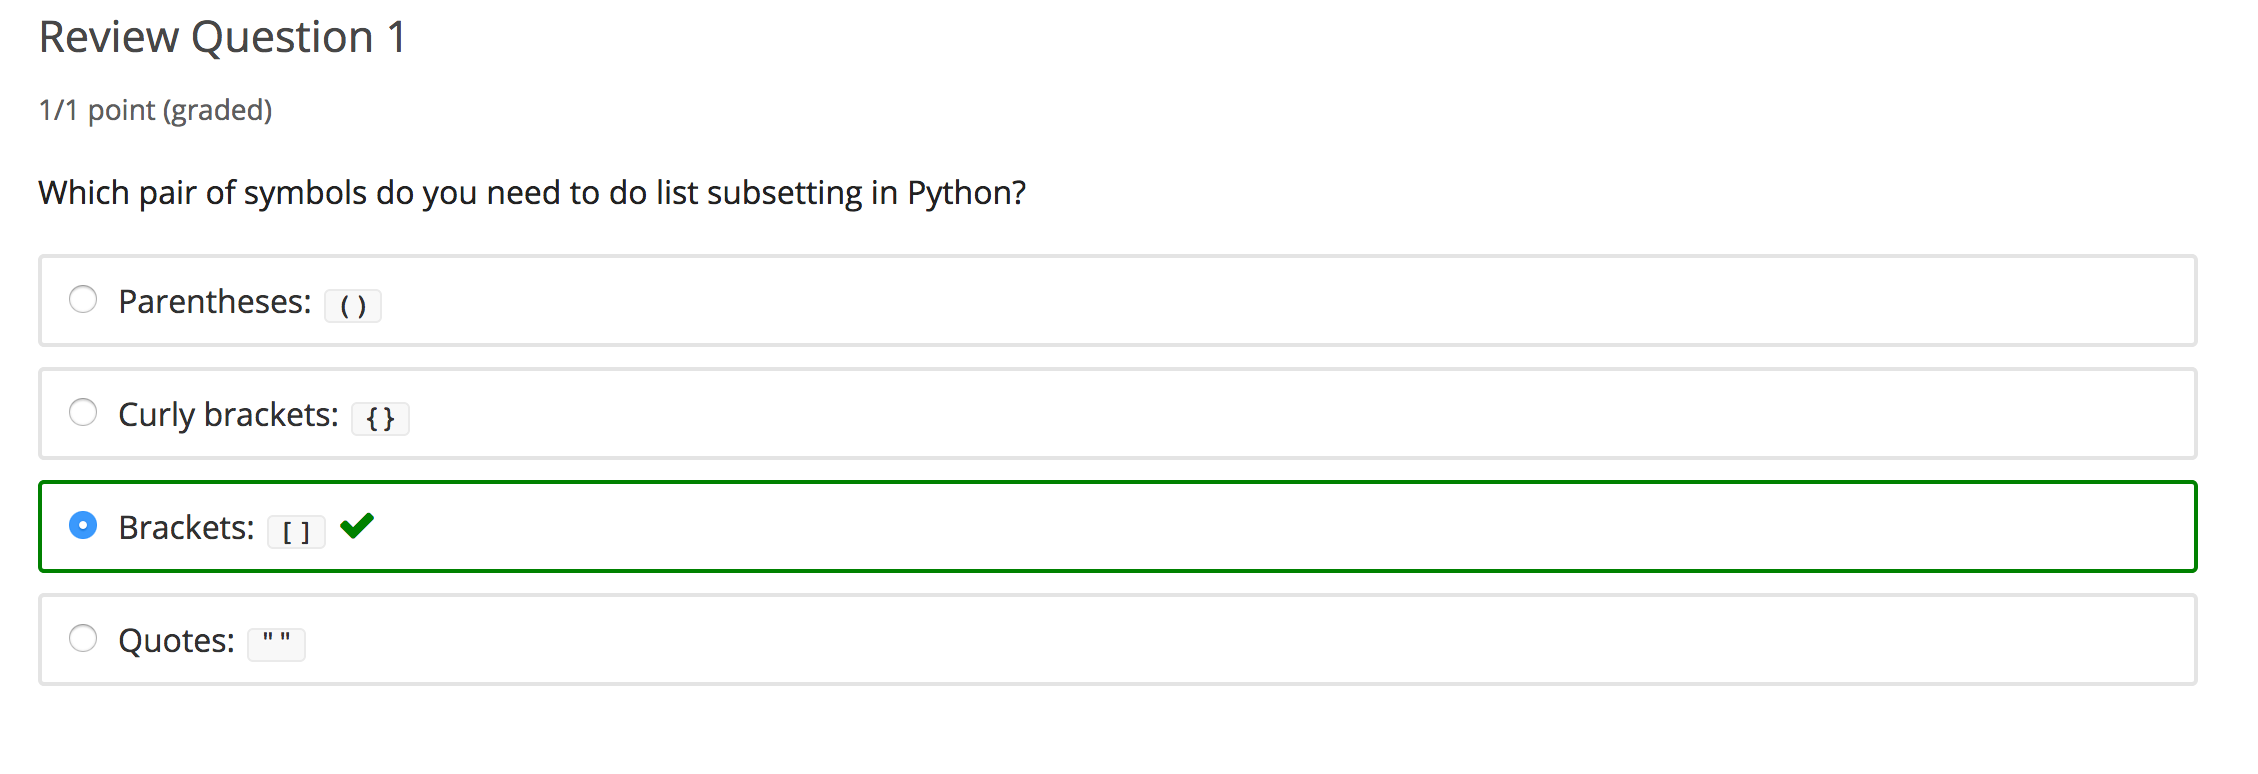 Review Question 1
1/1 point (graded)
Which pair of symbols do you need to do list subsetting in Python?
Parentheses: ()
Curly brackets: {}
Brackets: []
Quotes: ""